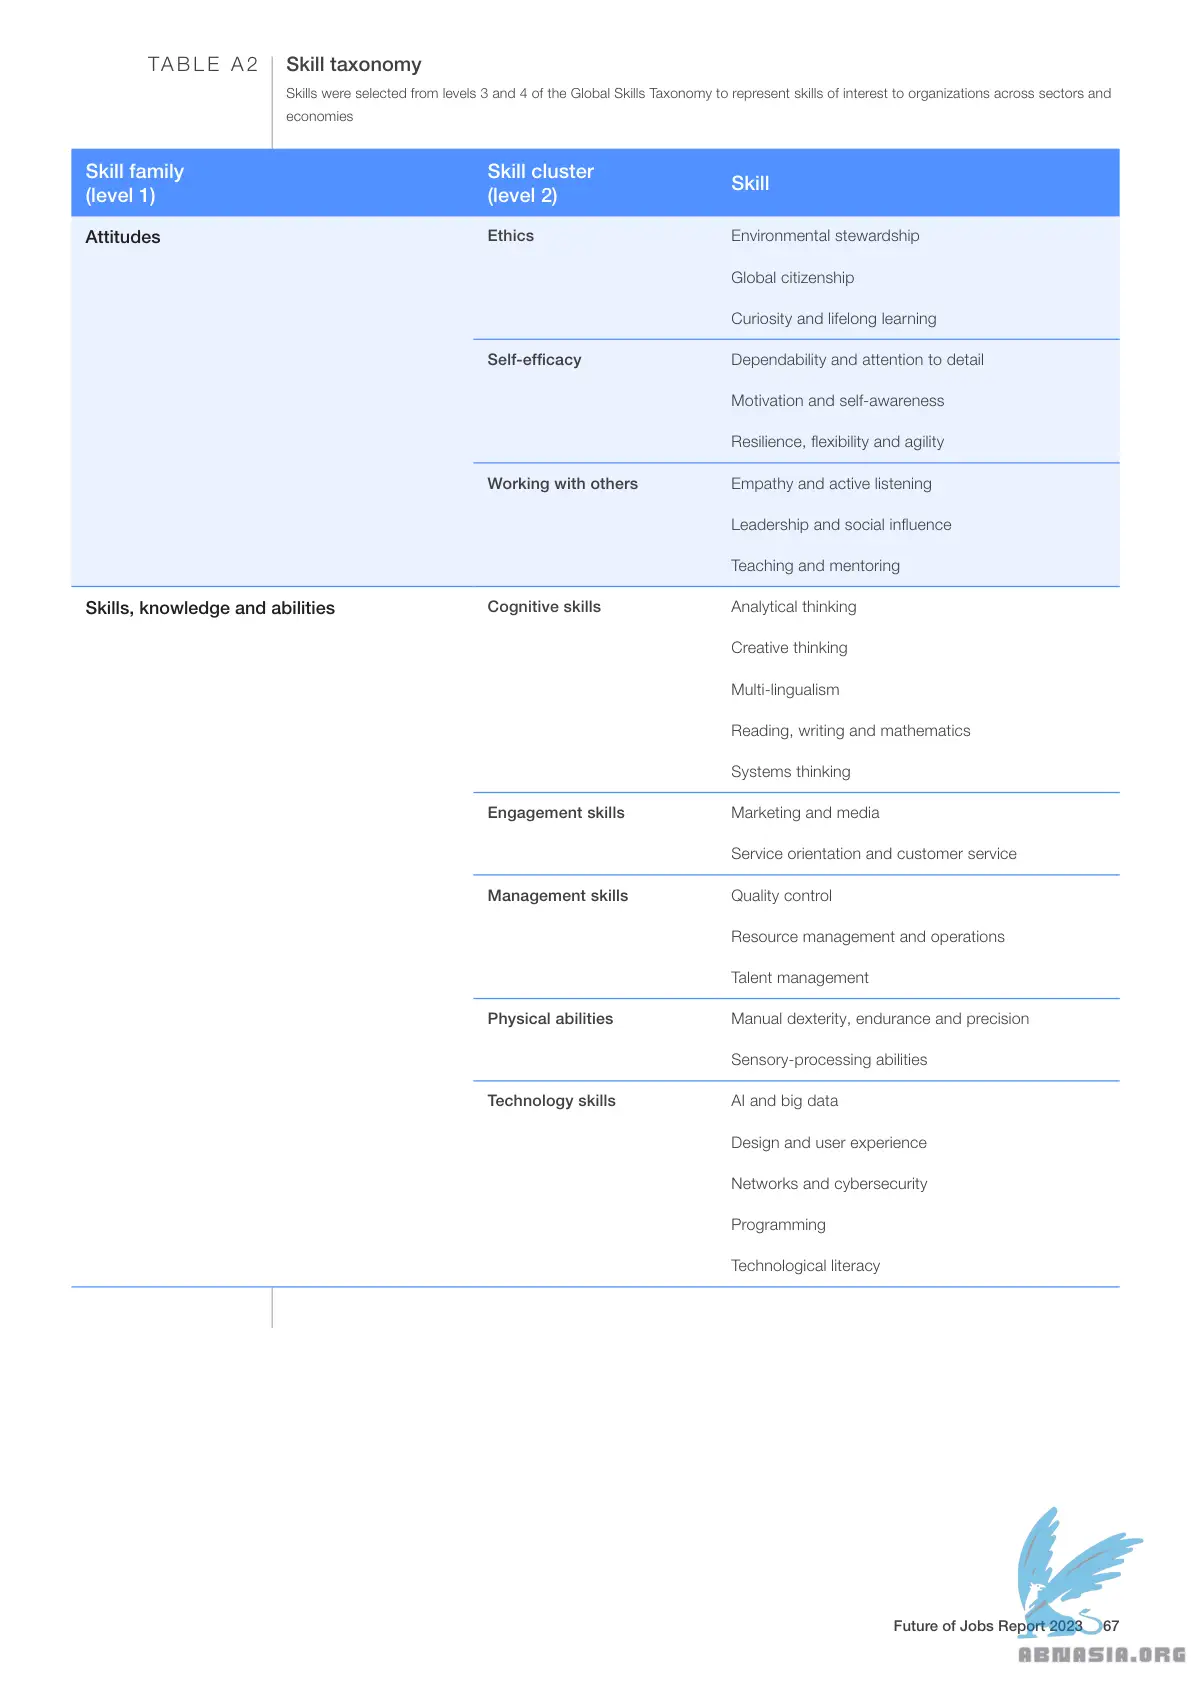 TABLE A2
Skill taxonomy
Skills were selected from levels 3 and 4 of the Global Skills Taxonomy to represent skills of interest to organizations across sectors and
economies
Skill family
(level 1)
Skill cluster
(level 2)
Skill
Attitudes
Ethics
Environmental stewardship
Global citizenship
Curiosity and lifelong learning
Self-efficacy
Dependability and attention to detail
Motivation and self-awareness
Resilience, flexibility and agility
Working with others
Empathy and active listening
Leadership and social influence
Teaching and mentoring
Skills, knowledge and abilities
Cognitive skills
Analytical thinking
Creative thinking
Multi-lingualism
Reading, writing and mathematics
Systems thinking
Engagement skills
Marketing and media
Service orientation and customer service
Management skills
Quality control
Resource management and operations
Talent management
Physical abilities
Manual dexterity, endurance and precision
Sensory-processing abilities
Technology skills
AI and big data
Design and user experience
Networks and cybersecurity
Programming
Technological literacy
Future of Jobs Report 2023 67
ABNASIA.ORG